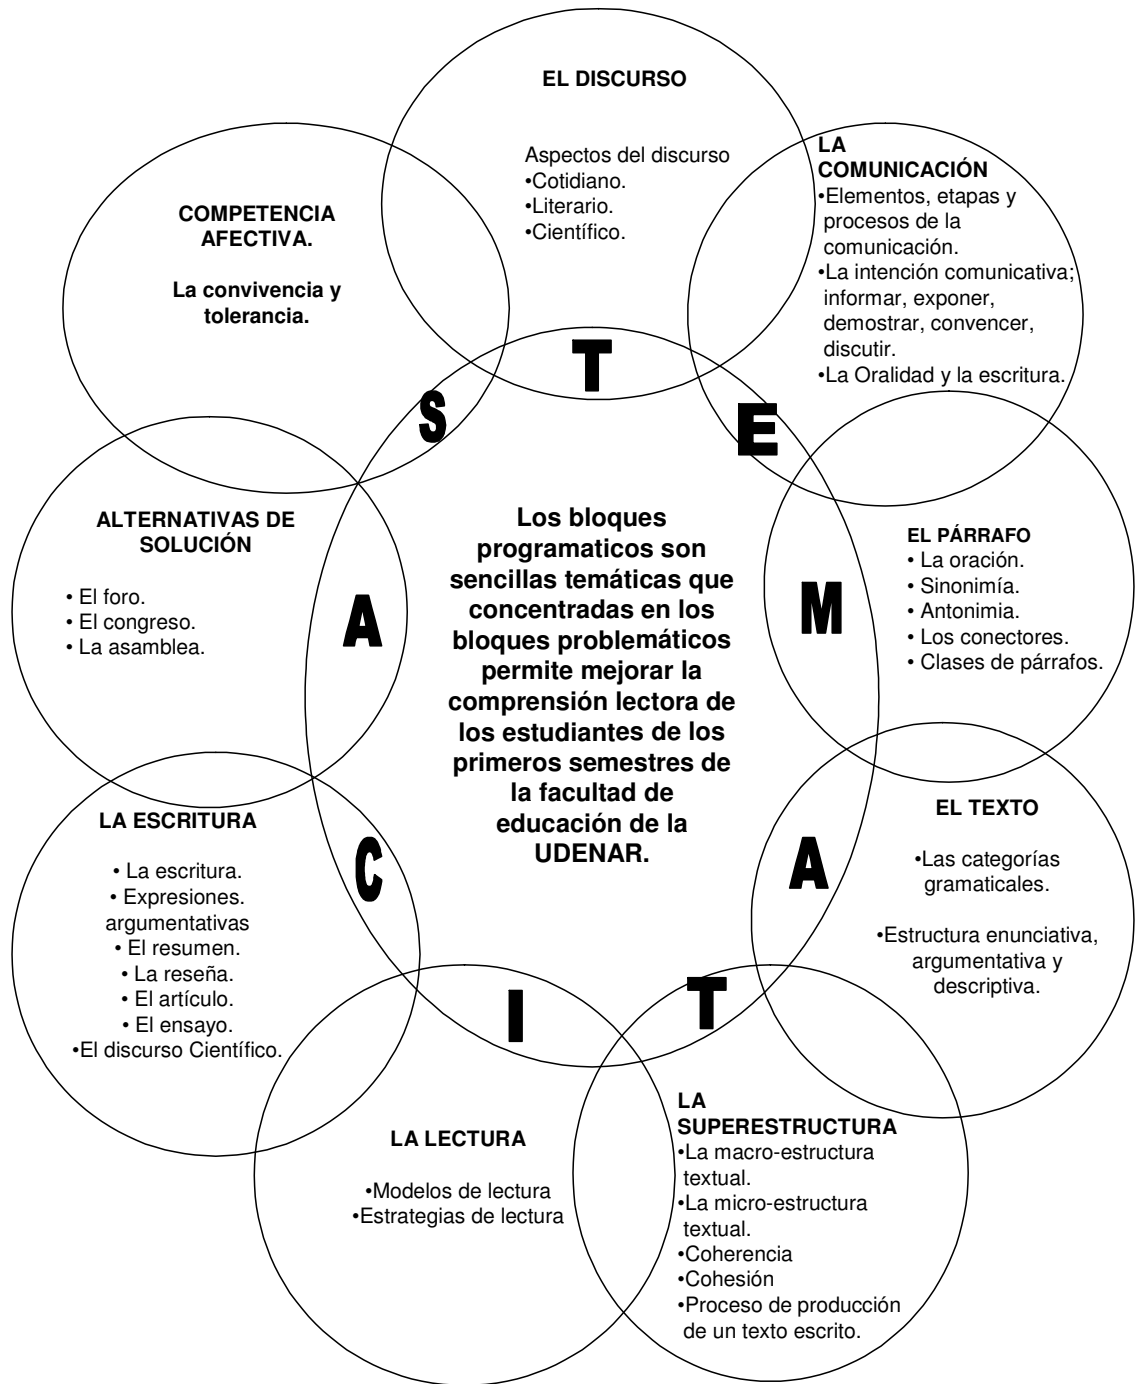 EL DISCURSO
Aspectos del discurso
•Cotidiano.
•Literario.
•Científico.
LA
COMUNICACIÓN
•Elementos, etapas y
procesos de la
comunicación.
•La intención comunicativa;
informar, exponer,
demostrar, convencer,
discutir.
•La Oralidad y la escritura.
EL PÁRRAFO
• La oración.
• Sinonimía.
• Antonimia.
• Los conectores.
• Clases de párrafos.
EL TEXTO
•Las categorías
gramaticales.
•Estructura enunciativa,
argumentativa y
descriptiva.
LA
SUPERESTRUCTURA
•La macro-estructura
textual.
•La micro-estructura
textual.
•Coherencia
•Cohesión
•Proceso de producción
de un texto escrito.
LA LECTURA
•Modelos de lectura
•Estrategias de lectura
LA ESCRITURA
• La escritura.
• Expresiones.
argumentativas
• El resumen.
• La reseña.
• El artículo.
• El ensayo.
•El discurso Científico.
ALTERNATIVAS DE
SOLUCIÓN
• El foro.
• El congreso.
• La asamblea.
COMPETENCIA
AFECTIVA.
La convivencia y
tolerancia.
T
E
M
A
T
I
C
A
S
Los bloques
programaticos son
sencillas temáticas que
concentradas en los
bloques problemáticos
permite mejorar la
comprensión lectora de
los estudiantes de los
primeros semestres de
la facultad de
educación de la
UDENAR.